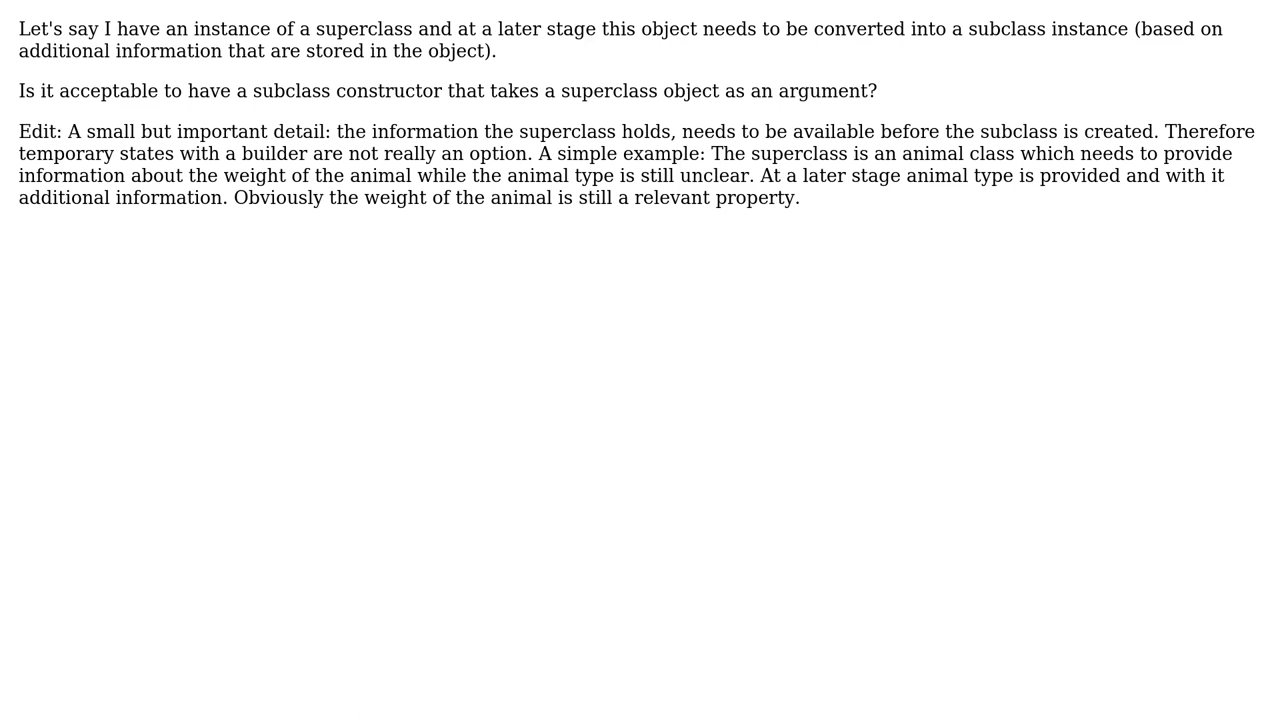 Let's say I have an instance of a superclass and at a later stage this object needs to be converted into a subclass instance (based on
additional information that are stored in the object).
Is it acceptable to have a subclass constructor that takes a superclass object as an argument?
Edit: A small but important detail: the information the superclass holds, needs to be available before the subclass is created. Therefore
temporary states with a builder are not really an option. A simple example: The superclass is an animal class which needs to provide
information about the weight of the animal while the animal type is still unclear. At a later stage animal type is provided and with it
additional information. Obviously the weight of the animal is still a relevant property.